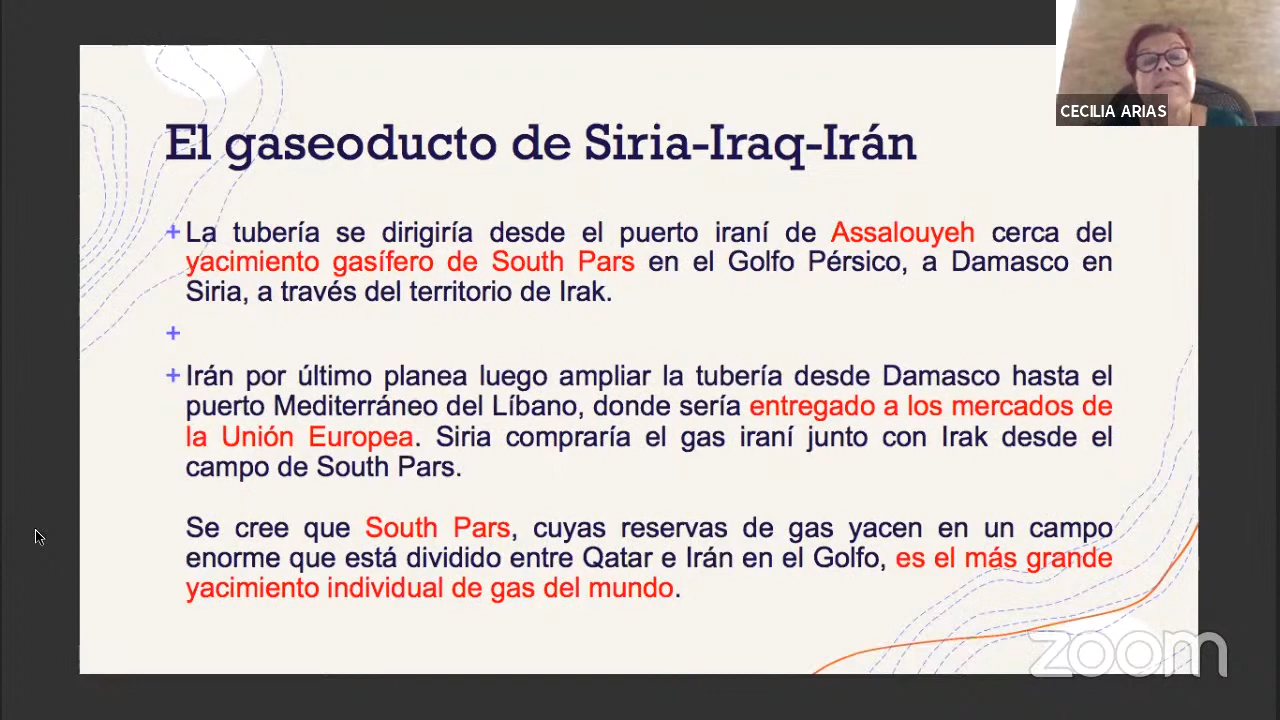 CECILIA ARIAS
El gaseoducto de Siria-Iraq-Irán
+ La tubería se dirigiría desde el puerto iraní de Assalouyeh cerca del
yacimiento gasífero de South Pars en el Golfo Pérsico, a Damasco en
Siria, a través del territorio de Irak.
+
+ Irán por último planea luego ampliar la tubería desde Damasco hasta el
puerto Mediterráneo del Líbano, donde sería entregado a los mercados de
la Unión Europea. Siria compraría el gas iraní junto con Irak desde el
campo de South Pars.
Se cree que South Pars, cuyas reservas de gas yacen en un campo
enorme que está dividido entre Qatar e Irán en el Golfo, es el más grande
yacimiento individual de gas del mundo.
zoom